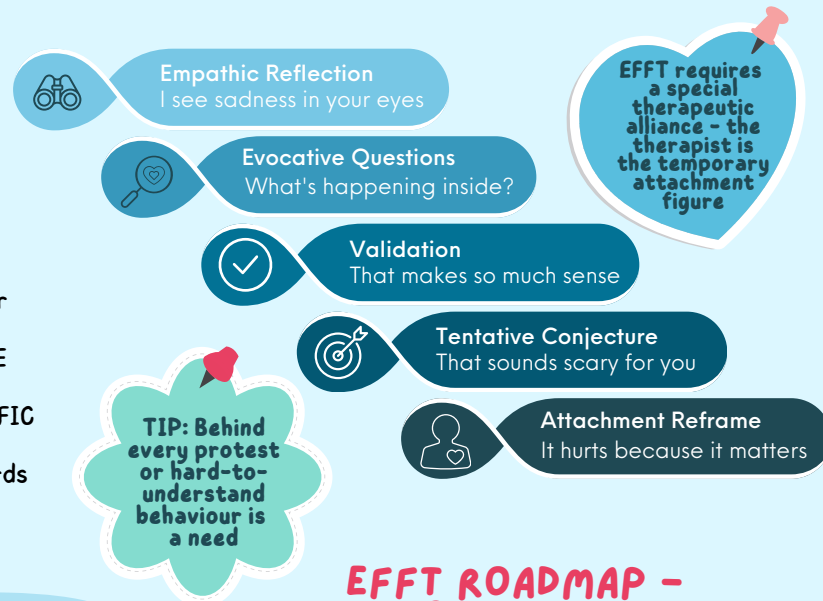 Empathic Reflection
I see sadness in your eyes
EFFT requires
a special
therapeutic
alliance - the
therapist is
the temporary
attachment
figure
Evocative Questions
What's happening inside?
Validation
That makes so much sense
Tentative Conjecture
That sounds scary for you
Attachment Reframe
It hurts because it matters
TIP: Behind
every protest
or hard-to-
understand
behaviour is
a need
EFFT ROADMAP -